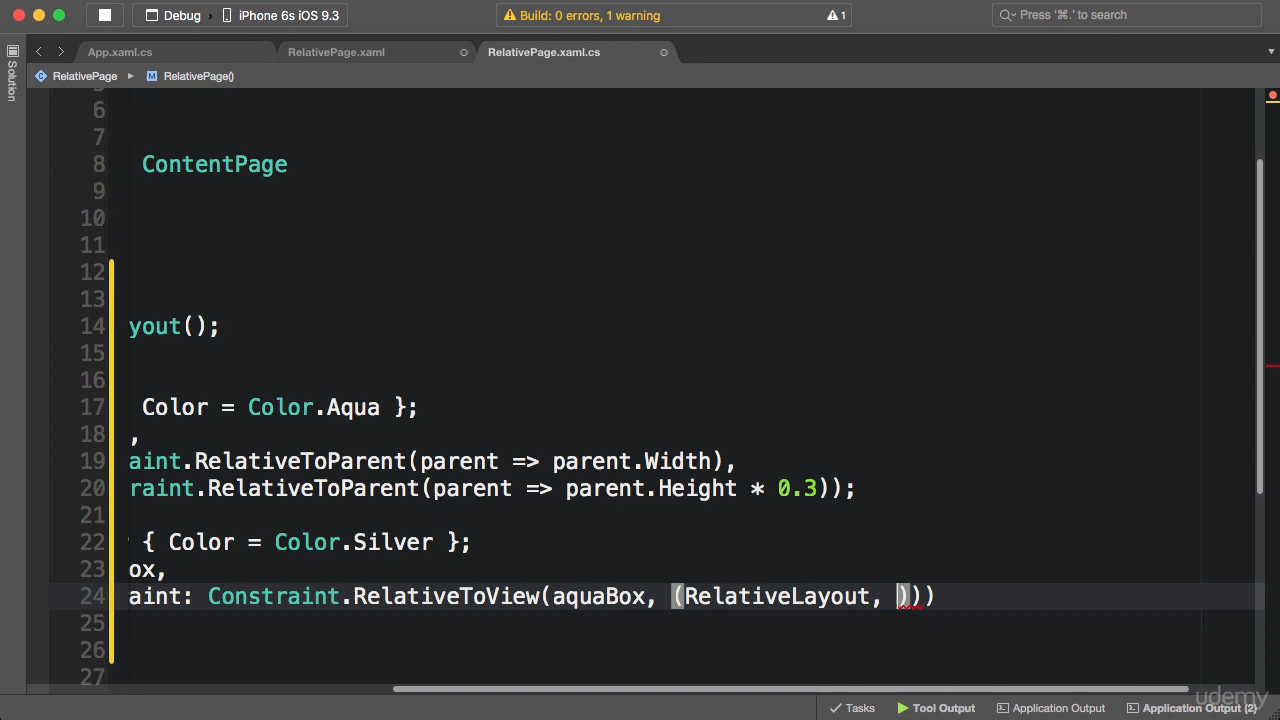 Debug
iPhone 6s iOS 9.3
Build: 0 errors, 1 warning
1
Press '⌘.' to search
Solution
App.xaml.cs
RelativePage.xaml
RelativePage.xaml.cs
C RelativePage
M RelativePage()
6
7
8 ContentPage
9
10
11
12
13
14 yout();
15
16
17 Color = Color.Aqua };
18 ,
19 aint.RelativeToParent(parent => parent.Width),
20 raint.RelativeToParent(parent => parent.Height * 0.3));
21
22 { Color = Color.Silver };
23 ox,
24 aint: Constraint.RelativeToView(aquaBox, (RelativeLayout, )))
25
26
27
Tasks
Tool Output
Application Output
Application Output (2)
udemy